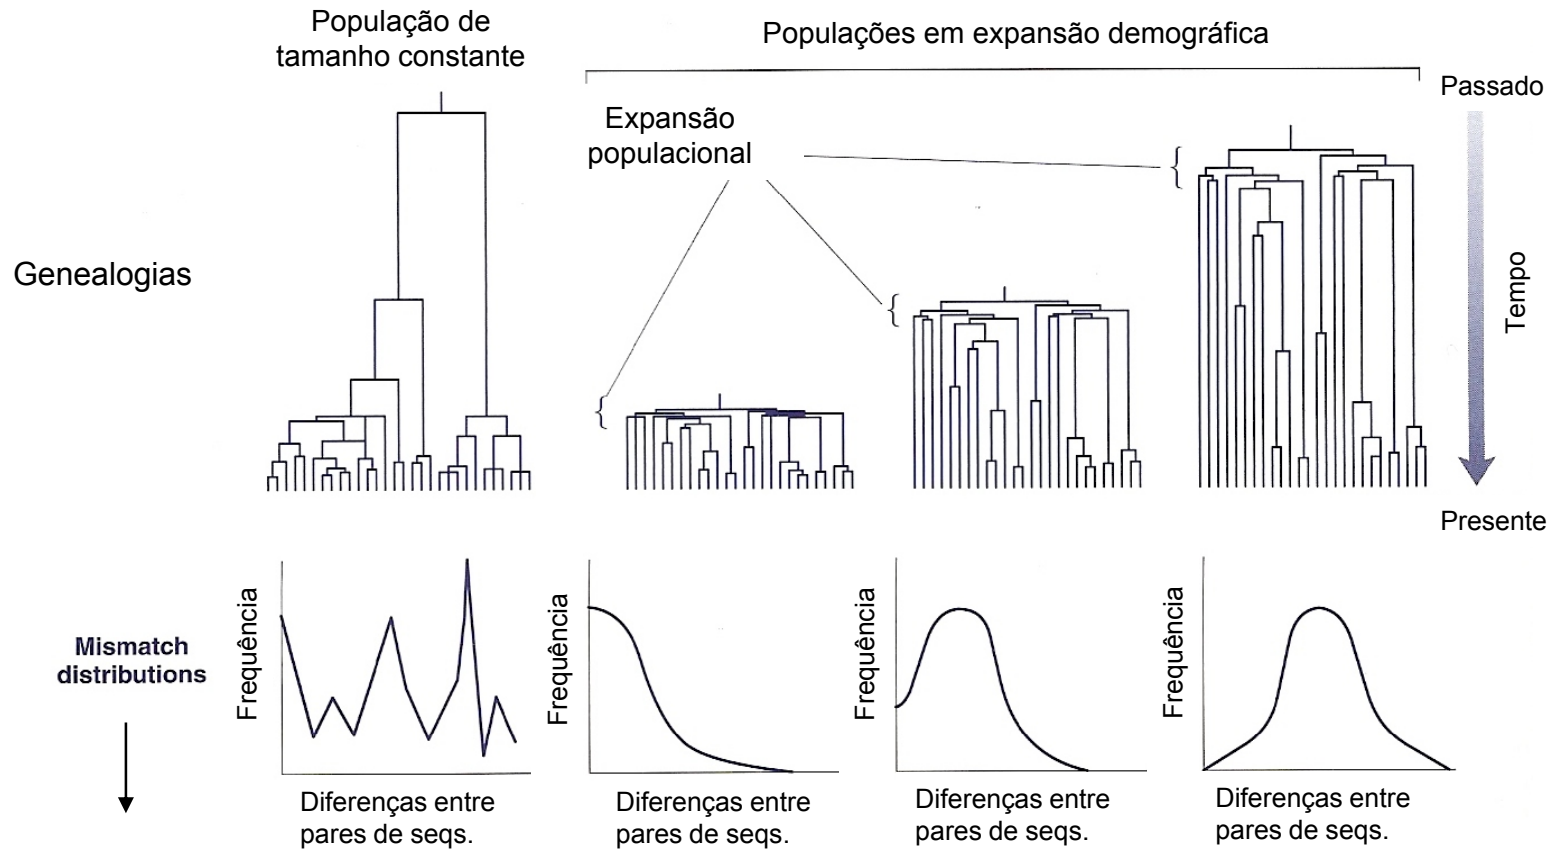 População de
tamanho constante
Populações em expansão demográfica
Passado
Expansão
populacional
Genealogias
Tempo
Presente
Mismatch
distributions
Frequência
Frequência
Frequência
Frequência
Diferenças entre
pares de seqs.
Diferenças entre
pares de seqs.
Diferenças entre
pares de seqs.
Diferenças entre
pares de seqs.